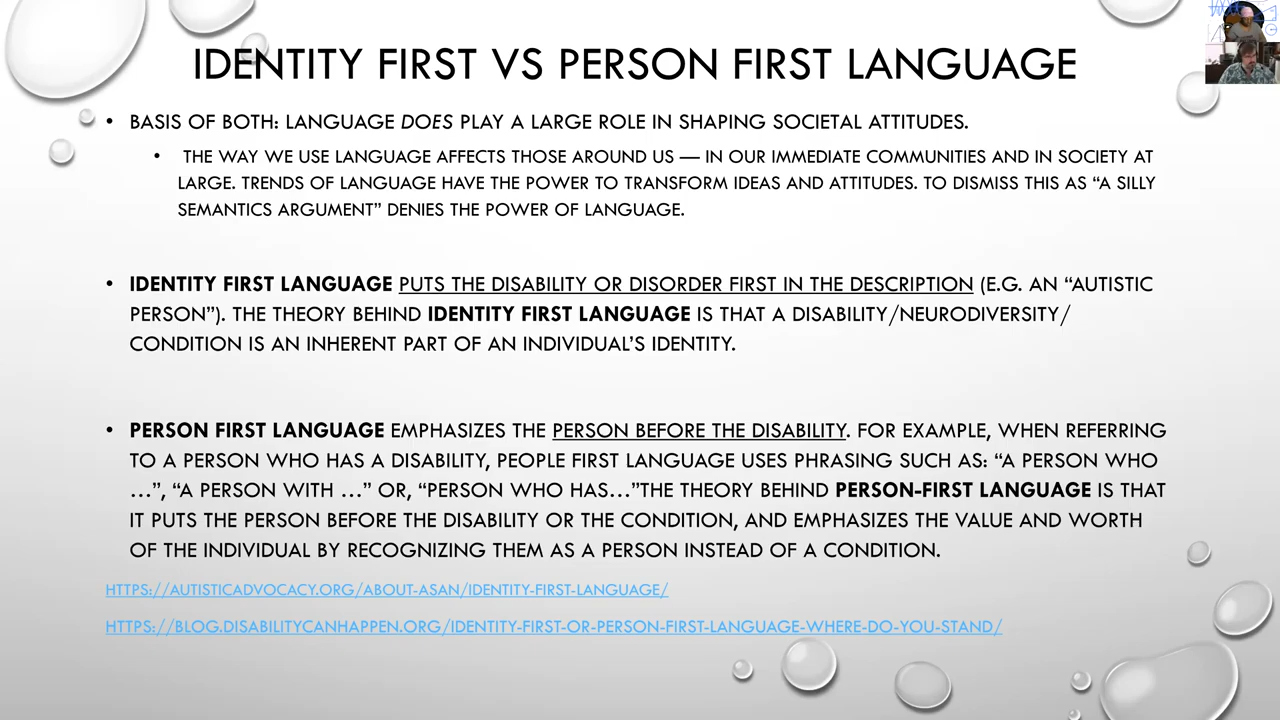 IDENTITY FIRST VS PERSON FIRST LANGUAGE
• BASIS OF BOTH: LANGUAGE DOES PLAY A LARGE ROLE IN SHAPING SOCIETAL ATTITUDES.
• THE WAY WE USE LANGUAGE AFFECTS THOSE AROUND US — IN OUR IMMEDIATE COMMUNITIES AND IN SOCIETY AT
LARGE. TRENDS OF LANGUAGE HAVE THE POWER TO TRANSFORM IDEAS AND ATTITUDES. TO DISMISS THIS AS “A SILLY
SEMANTICS ARGUMENT” DENIES THE POWER OF LANGUAGE.
• IDENTITY FIRST LANGUAGE PUTS THE DISABILITY OR DISORDER FIRST IN THE DESCRIPTION (E.G. AN “AUTISTIC
PERSON”). THE THEORY BEHIND IDENTITY FIRST LANGUAGE IS THAT A DISABILITY/NEURODIVERSITY/
CONDITION IS AN INHERENT PART OF AN INDIVIDUAL’S IDENTITY.
• PERSON FIRST LANGUAGE EMPHASIZES THE PERSON BEFORE THE DISABILITY. FOR EXAMPLE, WHEN REFERRING
TO A PERSON WHO HAS A DISABILITY, PEOPLE FIRST LANGUAGE USES PHRASING SUCH AS: “A PERSON WHO
…”, “A PERSON WITH …” OR, “PERSON WHO HAS…”THE THEORY BEHIND PERSON-FIRST LANGUAGE IS THAT
IT PUTS THE PERSON BEFORE THE DISABILITY OR THE CONDITION, AND EMPHASIZES THE VALUE AND WORTH
OF THE INDIVIDUAL BY RECOGNIZING THEM AS A PERSON INSTEAD OF A CONDITION.
HTTPS://AUTISTICADVOCACY.ORG/ABOUT-ASAN/IDENTITY-FIRST-LANGUAGE/
HTTPS://BLOG.DISABILITYCANHAPPEN.ORG/IDENTITY-FIRST-OR-PERSON-FIRST-LANGUAGE-WHERE-DO-YOU-STAND/